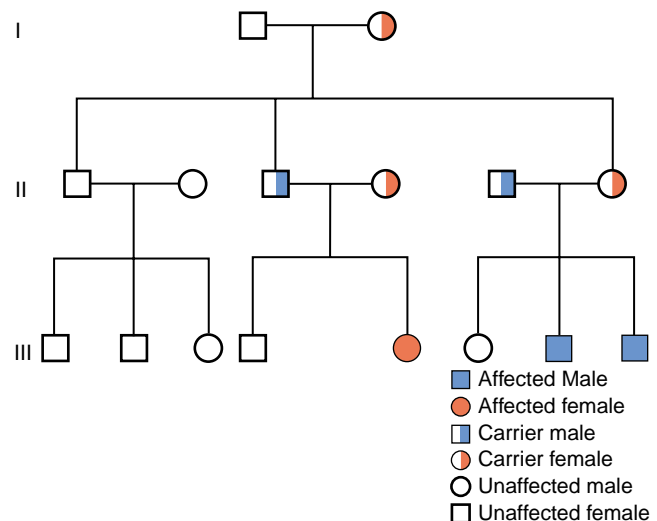 I
II
III
Affected Male
Affected female
Carrier male
Carrier female
Unaffected male
Unaffected female